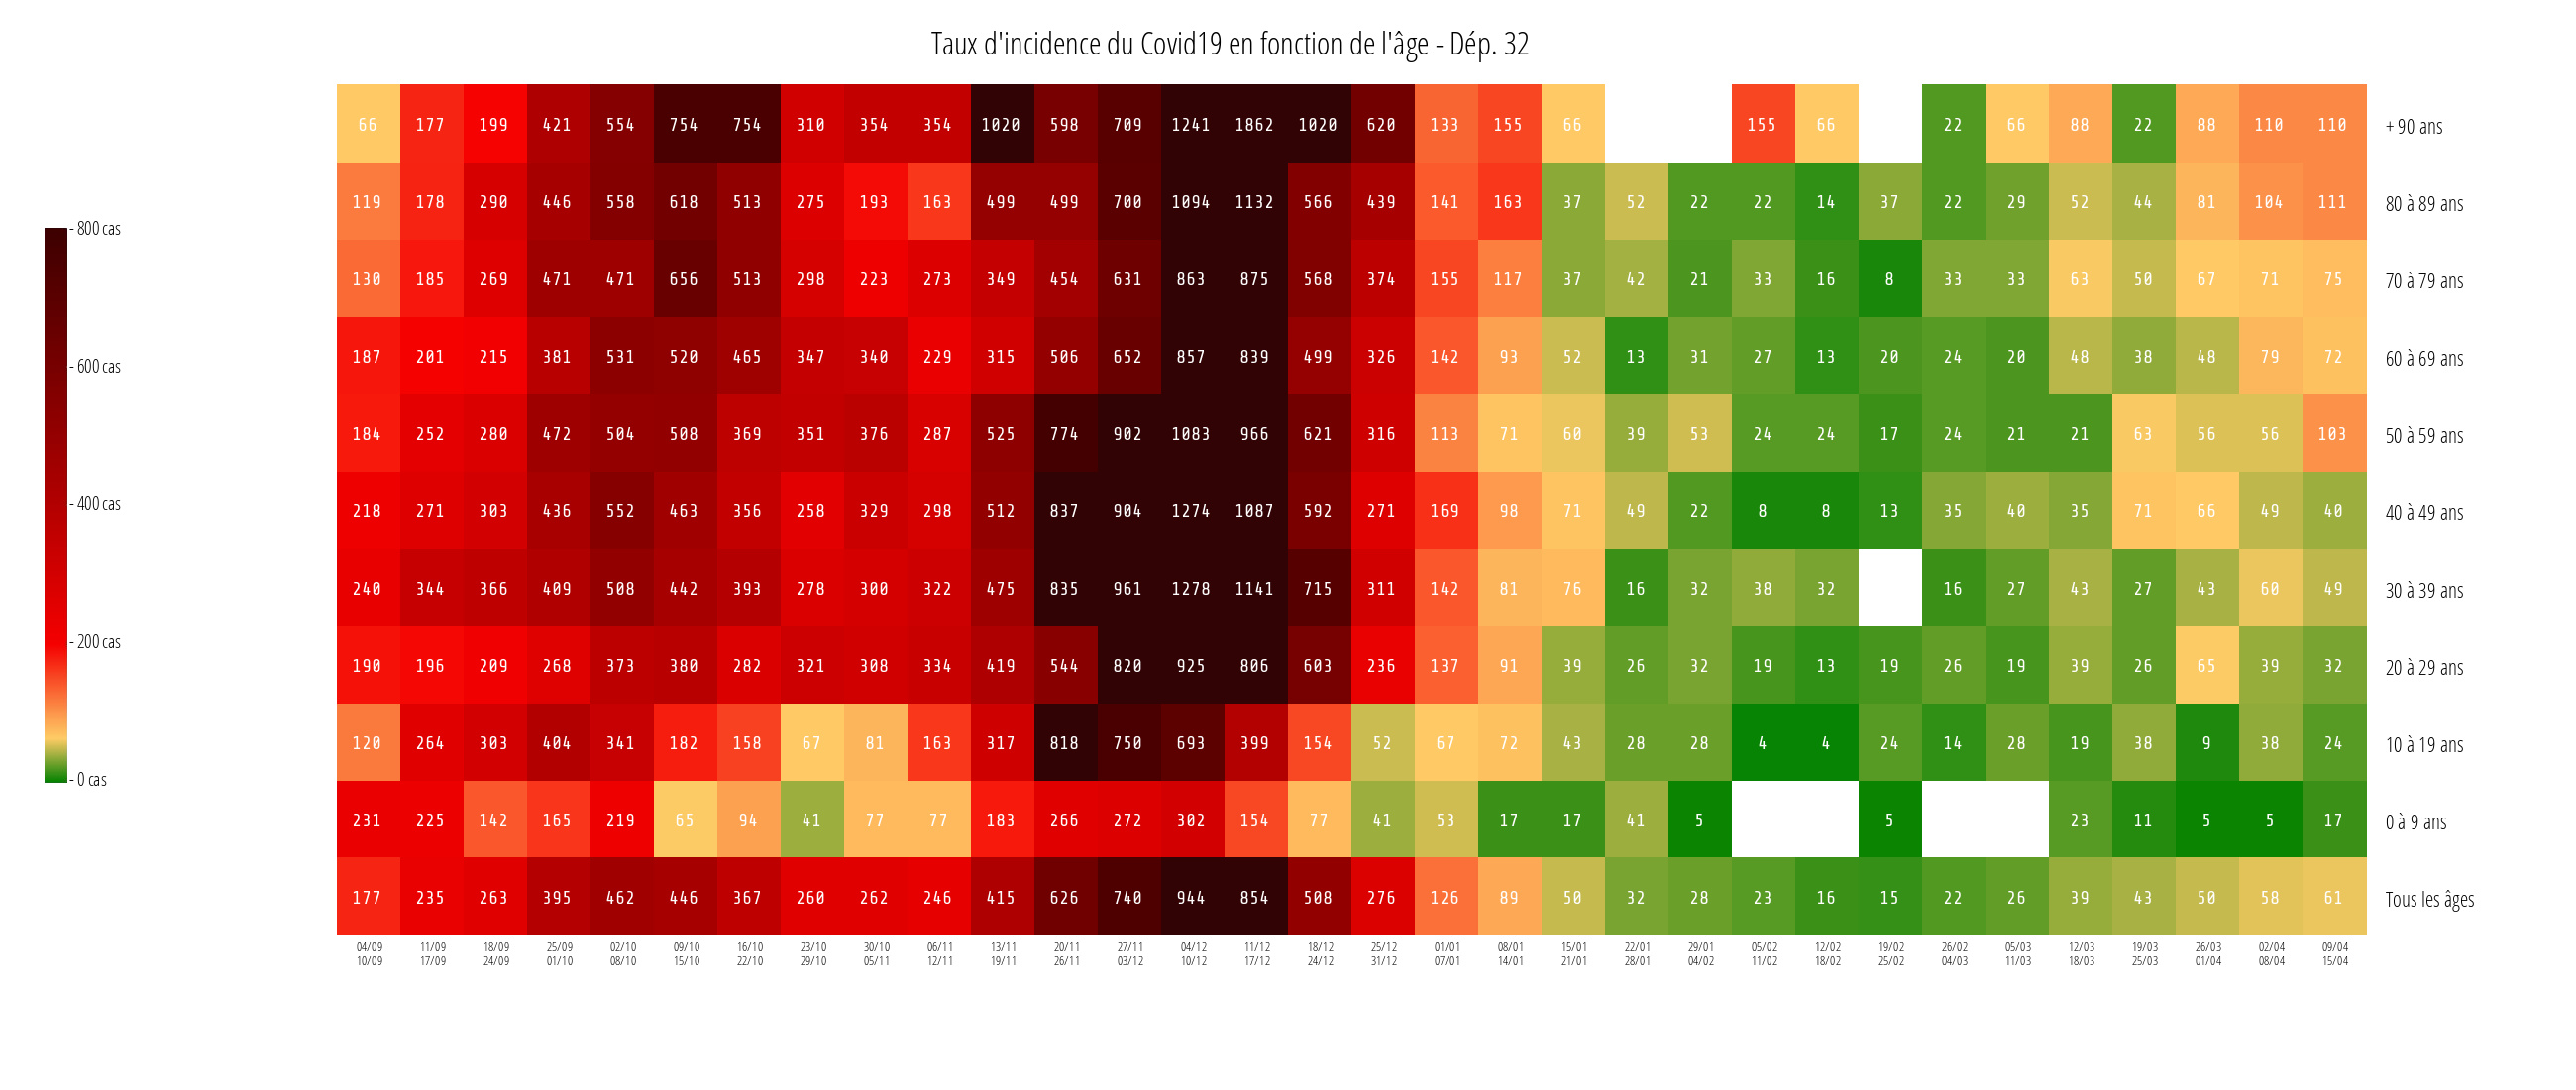 Taux d'incidence du Covid19 en fonction de l'âge - Dép. 32
- 800 cas
- 600 cas
- 400 cas
- 200 cas
- 0 cas
66 177 199 421 554 754 754 310 354 354 1020 598 709 1241 1862 1020 620 133 155 66 155 66 22 66 88 22 88 110 110 + 90 ans
119 178 290 446 558 618 513 275 193 163 499 499 700 1094 1132 566 439 141 163 37 52 22 22 14 37 22 29 52 44 81 104 111 80 à 89 ans
130 185 269 471 471 656 513 298 223 273 349 454 631 863 875 568 374 155 117 37 42 21 33 16 8 33 33 63 50 67 71 75 70 à 79 ans
187 201 215 381 531 520 465 347 340 229 315 506 652 857 839 499 326 142 93 52 13 31 27 13 20 24 20 48 38 48 79 72 60 à 69 ans
184 252 280 472 504 508 369 351 376 287 525 774 902 1083 966 621 316 113 71 60 39 53 24 24 17 24 21 21 63 56 56 103 50 à 59 ans
218 271 303 436 552 463 356 258 329 298 512 837 904 1274 1087 592 271 169 98 71 49 22 8 8 13 35 40 35 71 66 49 40 40 à 49 ans
240 344 366 409 508 442 393 278 300 322 475 835 961 1278 1141 715 311 142 81 76 16 32 38 32 16 27 43 27 43 60 49 30 à 39 ans
190 196 209 268 373 380 282 321 308 334 419 544 820 925 806 603 236 137 91 39 26 32 19 13 19 26 19 39 26 65 39 32 20 à 29 ans
120 264 303 404 341 182 158 67 81 163 317 818 750 693 399 154 52 67 72 43 28 28 4 4 24 14 28 19 38 9 38 24 10 à 19 ans
231 225 142 165 219 65 94 41 77 77 183 266 272 302 154 77 41 53 17 17 41 5 5 23 11 5 5 17 0 à 9 ans
177 235 263 395 462 446 367 260 262 246 415 626 740 944 854 508 276 126 89 50 32 28 23 16 15 22 26 39 43 50 58 61 Tous les âges
04/09 11/09 18/09 25/09 02/10 09/10 16/10 23/10 30/10 06/11 13/11 20/11 27/11 04/12 11/12 18/12 25/12 01/01 08/01 15/01 22/01 29/01 05/02 12/02 19/02 26/02 05/03 12/03 19/03 26/03 02/04 09/04
10/09 17/09 24/09 01/10 08/10 15/10 22/10 29/10 05/11 12/11 19/11 26/11 03/12 10/12 17/12 24/12 31/12 07/01 14/01 21/01 28/01 04/02 11/02 18/02 25/02 04/03 11/03 18/03 25/03 01/04 08/04 15/04